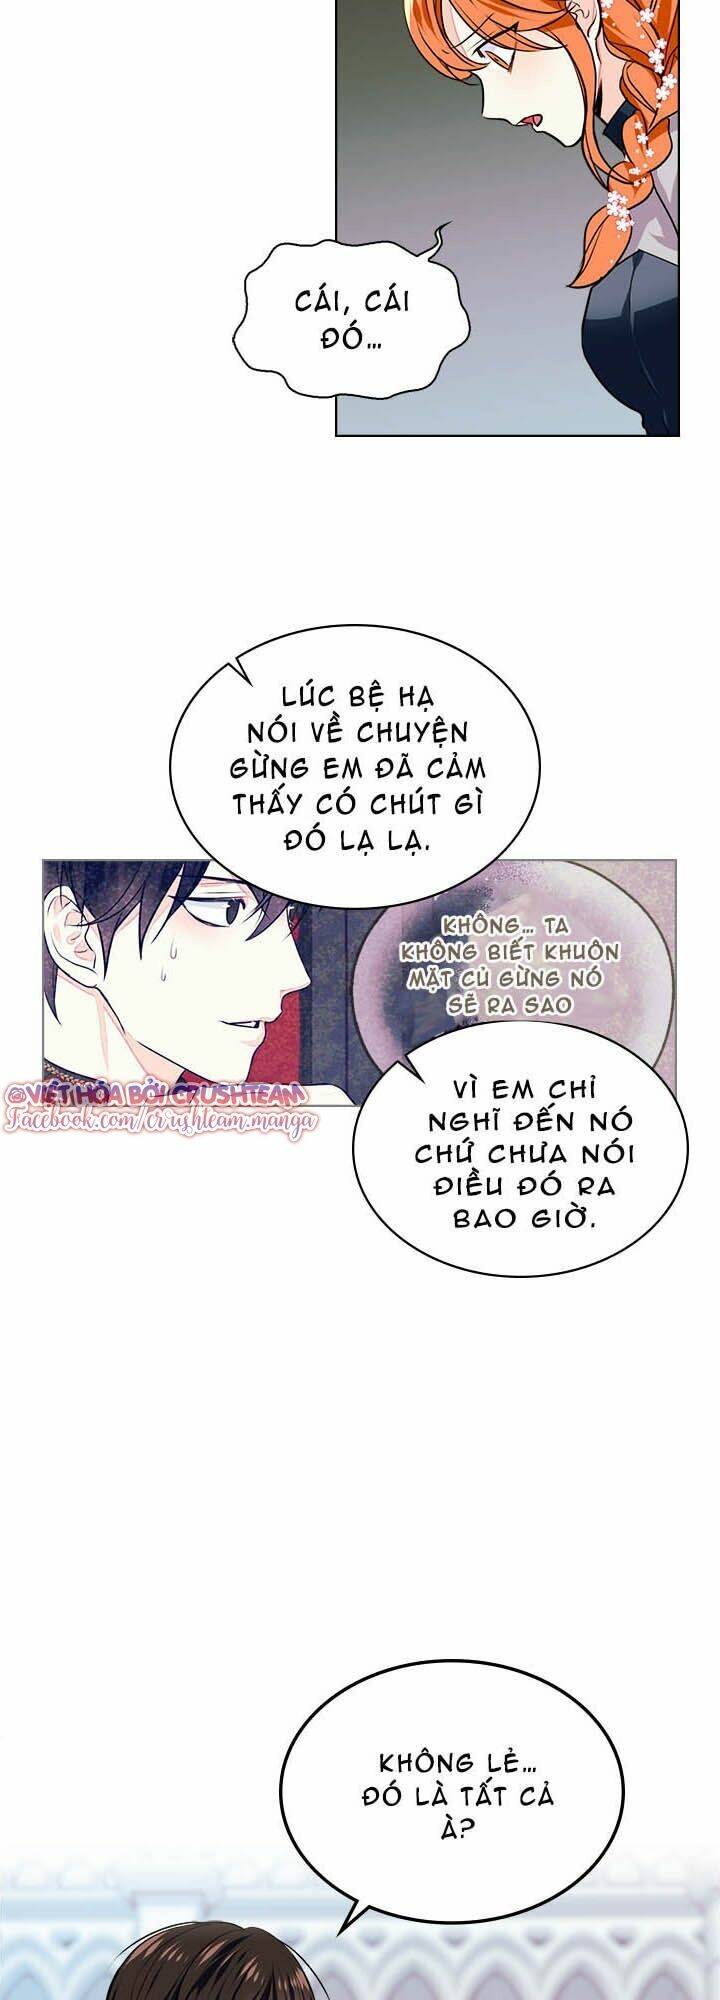 CÁI, CÁI
ĐÓ...
LÚC BỆ HẠ
NÓI VỀ CHUYỆN
GỪNG EM ĐÃ CẢM
THẤY CÓ CHÚT GÌ
ĐÓ LẠ LẠ.
KHÔNG... TA
KHÔNG BIẾT KHUÔN
MẶT CỦ GỪNG NÓ
SẼ RA SAO
@VIỆT HÓA BỞI CRUSHTEAM
Facebook.com/crushteam.manga
VÌ EM CHỈ
NGHĨ ĐẾN NÓ
CHỨ CHƯA NÓI
ĐIỀU ĐÓ RA
BAO GIỜ.
KHÔNG LẺ...
ĐÓ LÀ TẤT CẢ
À?